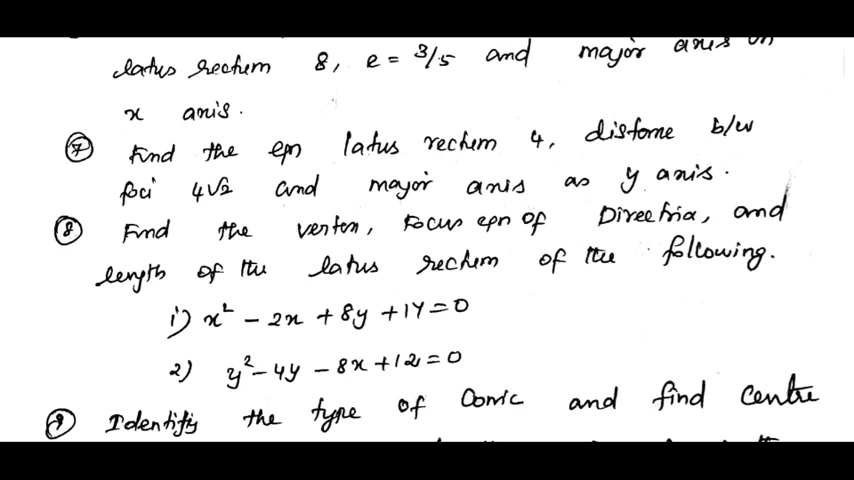 latus rectum 8, e = 3/5 and major axis on
x axis.
⑦ Find the eqn latus rectum 4, distance b/w
foci 4√2 and major axis as y axis.
⑧ Find the vertex, Focus eqn of Directrix, and
length of the latus rectum of the following.
i) x² - 2x + 8y + 17 = 0
2) y² - 4y - 8x + 12 = 0
⑨ Identify the type of Conic and find centre